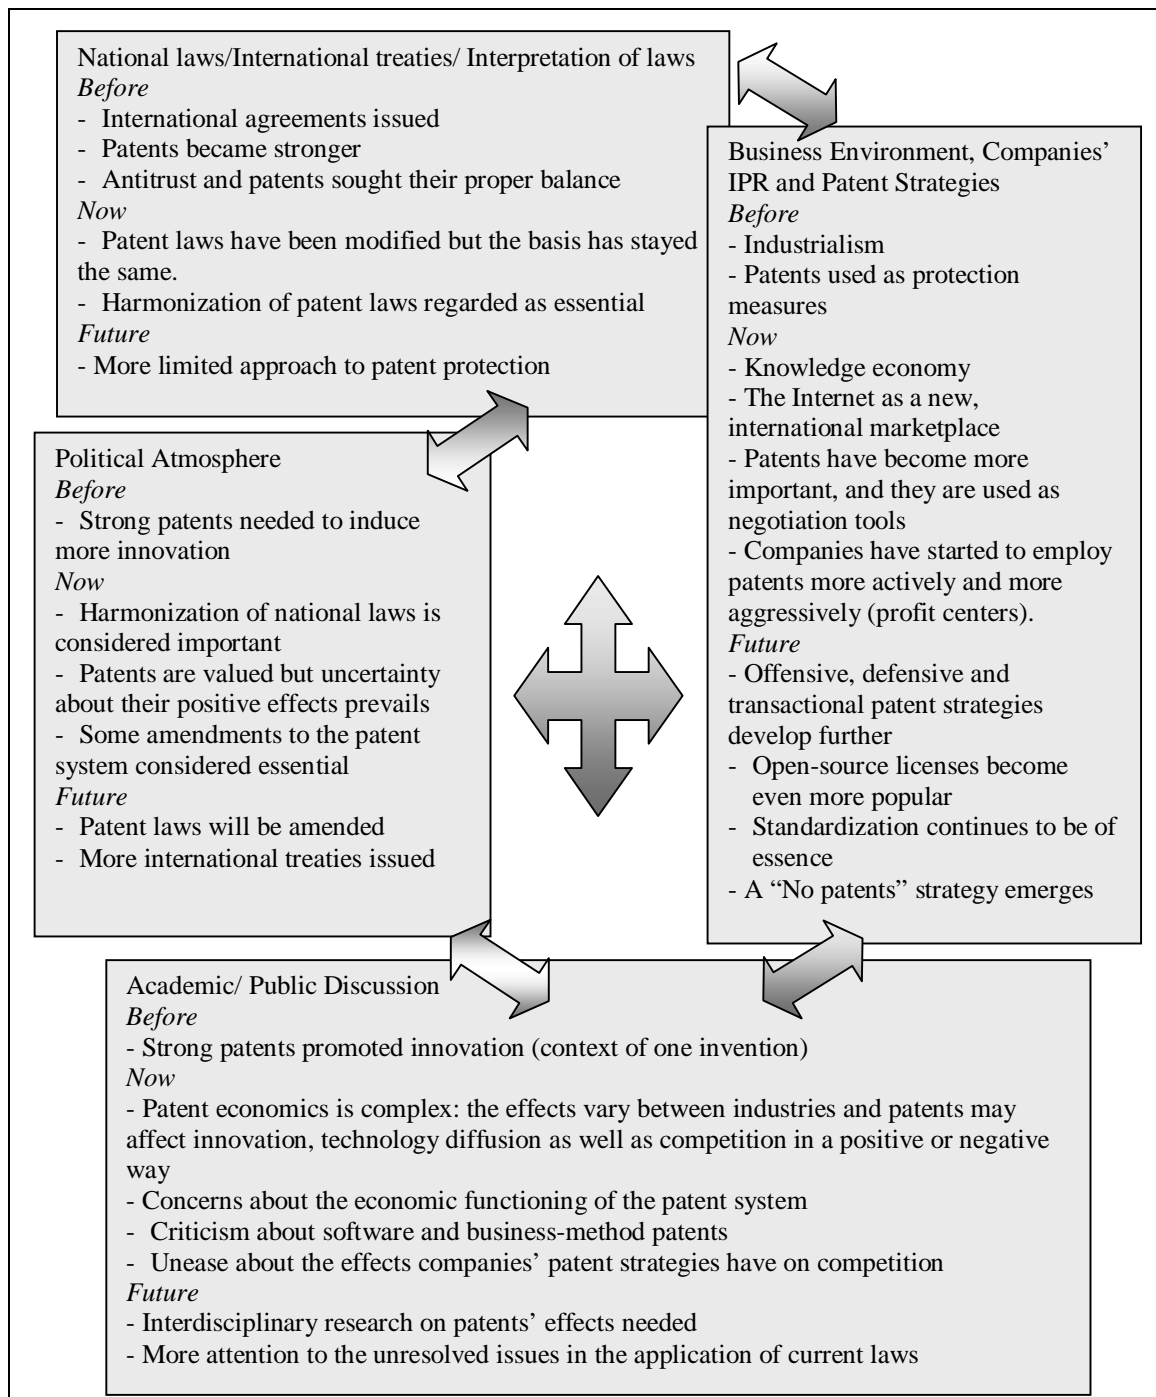 National laws/International treaties/ Interpretation of laws
Before
- International agreements issued
- Patents became stronger
- Antitrust and patents sought their proper balance
Now
- Patent laws have been modified but the basis has stayed
the same.
- Harmonization of patent laws regarded as essential
Future
- More limited approach to patent protection
Business Environment, Companies’
IPR and Patent Strategies
Before
- Industrialism
- Patents used as protection
measures
Now
- Knowledge economy
- The Internet as a new,
international marketplace
- Patents have become more
important, and they are used as
negotiation tools
- Companies have started to employ
patents more actively and more
aggressively (profit centers).
Future
- Offensive, defensive and
transactional patent strategies
develop further
- Open-source licenses become
even more popular
- Standardization continues to be of
essence
- A “No patents” strategy emerges
Political Atmosphere
Before
- Strong patents needed to induce
more innovation
Now
- Harmonization of national laws is
considered important
- Patents are valued but uncertainty
about their positive effects prevails
- Some amendments to the patent
system considered essential
Future
- Patent laws will be amended
- More international treaties issued
Academic/ Public Discussion
Before
- Strong patents promoted innovation (context of one invention)
Now
- Patent economics is complex: the effects vary between industries and patents may
affect innovation, technology diffusion as well as competition in a positive or negative
way
- Concerns about the economic functioning of the patent system
- Criticism about software and business-method patents
- Unease about the effects companies’ patent strategies have on competition
Future
- Interdisciplinary research on patents’ effects needed
- More attention to the unresolved issues in the application of current laws